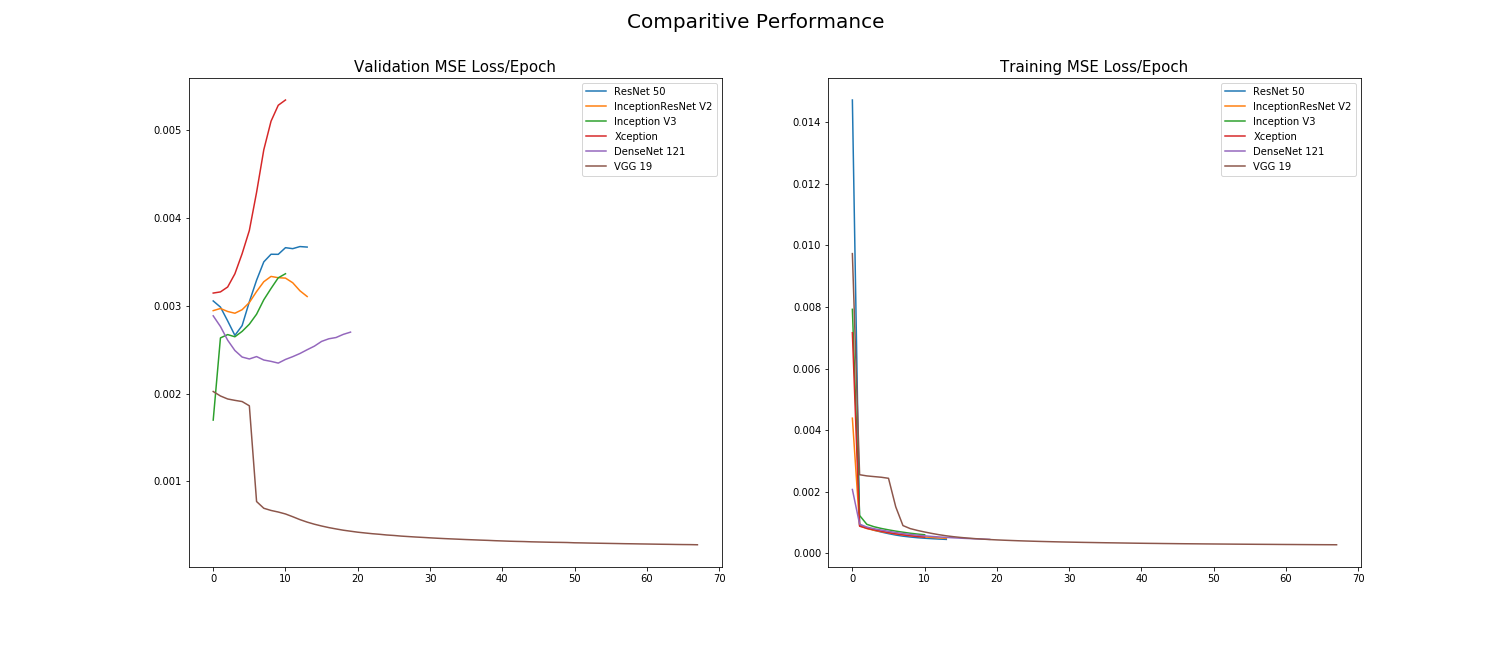 Comparitive Performance
Validation MSE Loss/Epoch
ResNet 50
InceptionResNet V2
Inception V3
Xception
DenseNet 121
VGG 19
0.005
0.004
0.003
0.002
0.001
0 10 20 30 40 50 60 70
Training MSE Loss/Epoch
ResNet 50
InceptionResNet V2
Inception V3
Xception
DenseNet 121
VGG 19
0.014
0.012
0.010
0.008
0.006
0.004
0.002
0.000
0 10 20 30 40 50 60 70